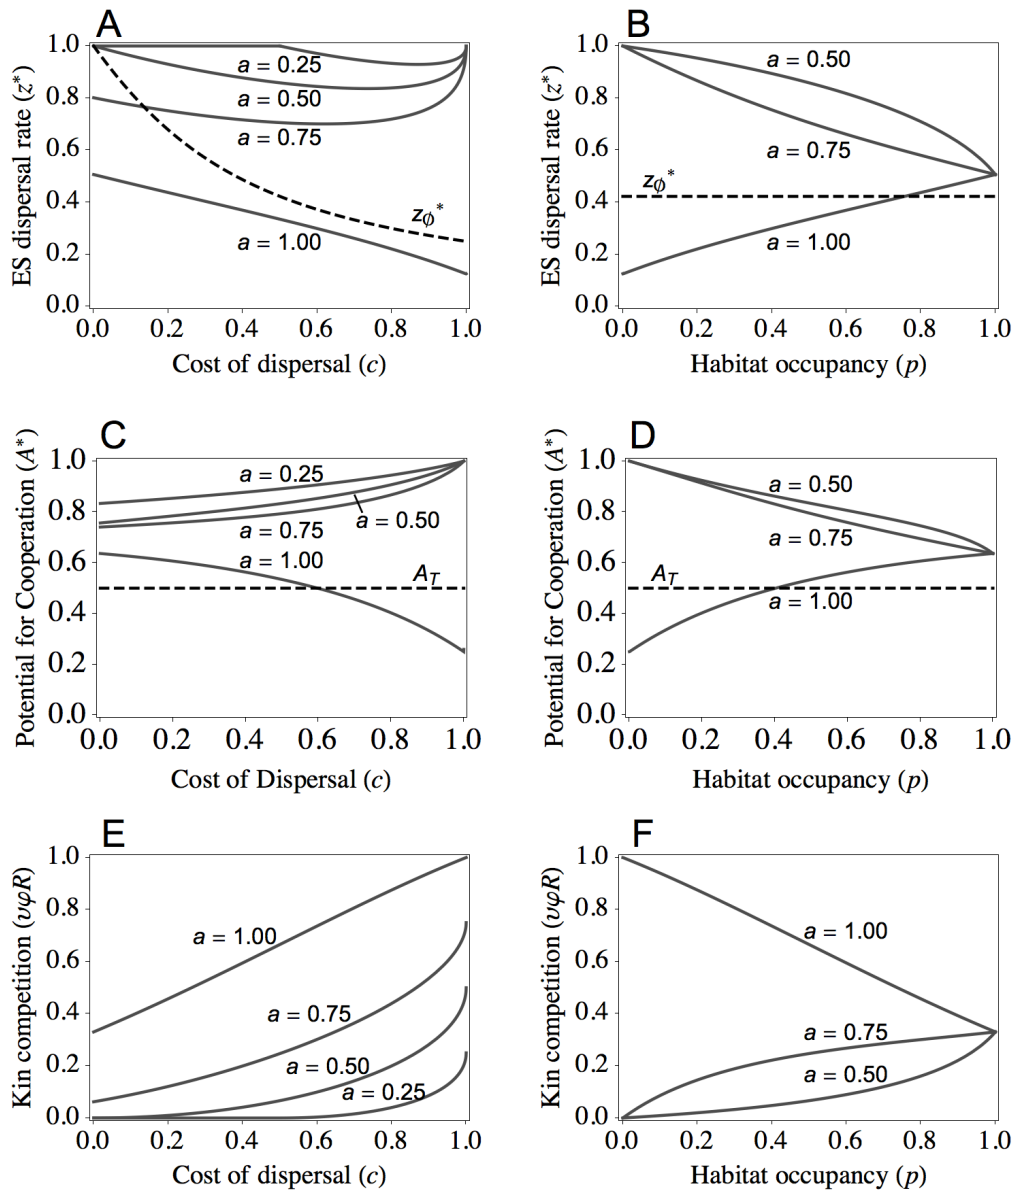 A
ES dispersal rate (z*)
1.0
0.8
0.6
0.4
0.2
0.0
a = 0.25
a = 0.50
a = 0.75
zϕ*
a = 1.00
0.0 0.2 0.4 0.6 0.8 1.0
Cost of dispersal (c)
B
ES dispersal rate (z*)
1.0
0.8
0.6
0.4
0.2
0.0
a = 0.50
a = 0.75
zϕ*
a = 1.00
0.0 0.2 0.4 0.6 0.8 1.0
Habitat occupancy (p)
C
Potential for Cooperation (A*)
1.0
0.8
0.6
0.4
0.2
0.0
a = 0.25
a = 0.50
a = 0.75
a = 1.00
AT
0.0 0.2 0.4 0.6 0.8 1.0
Cost of Dispersal (c)
D
Potential for Cooperation (A*)
1.0
0.8
0.6
0.4
0.2
0.0
a = 0.50
a = 0.75
AT
a = 1.00
0.0 0.2 0.4 0.6 0.8 1.0
Habitat occupancy (p)
E
Kin competition (υφR)
1.0
0.8
0.6
0.4
0.2
0.0
a = 1.00
a = 0.75
a = 0.50
a = 0.25
0.0 0.2 0.4 0.6 0.8 1.0
Cost of dispersal (c)
F
Kin competition (υφR)
1.0
0.8
0.6
0.4
0.2
0.0
a = 1.00
a = 0.75
a = 0.50
0.0 0.2 0.4 0.6 0.8 1.0
Habitat occupancy (p)